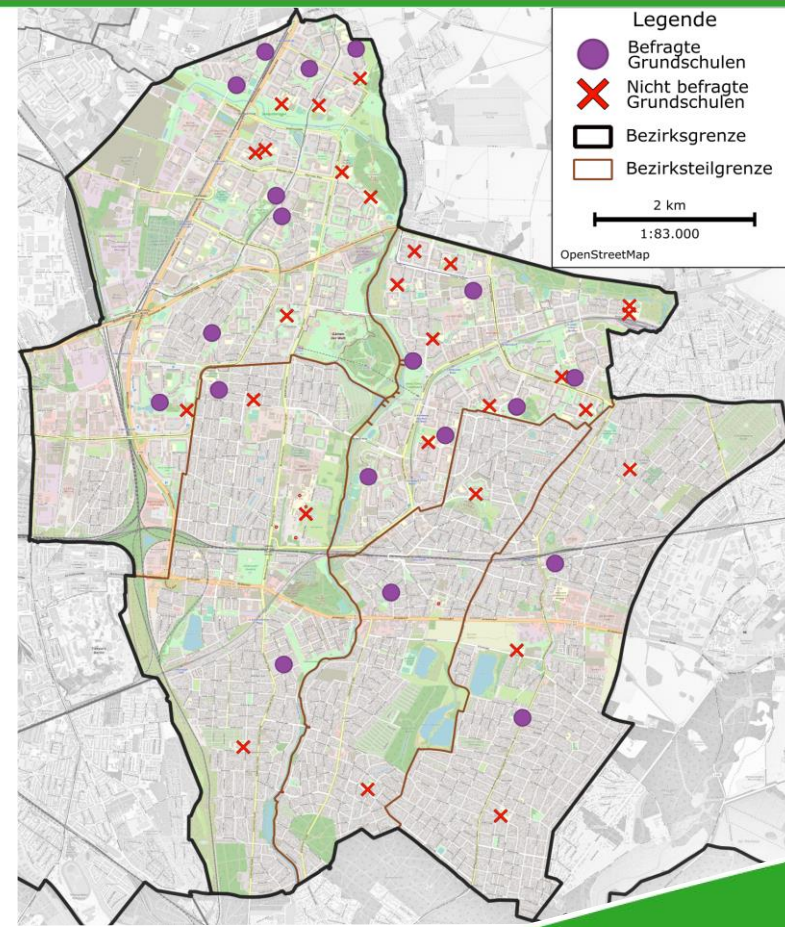 Legende
Befragte
Grundschulen
Nicht befragte
Grundschulen
Bezirksgrenze
Bezirksteilgrenze
2 km
1:83.000
OpenStreetMap